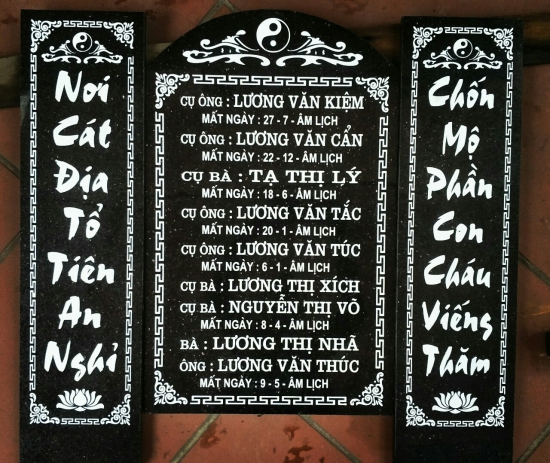 Nơi
Cát
Địa
Tổ
Tiên
An
Nghỉ
CỤ ÔNG : LƯƠNG VĂN KIỆM
MẤT NGÀY : 27 - 7 - ÂM LỊCH
CỤ ÔNG : LƯƠNG VĂN CẨN
MẤT NGÀY : 22 - 12 - ÂM LỊCH
CỤ BÀ : TẠ THỊ LÝ
MẤT NGÀY : 18 - 6 - ÂM LỊCH
CỤ ÔNG : LƯƠNG VĂN TẮC
MẤT NGÀY : 20 - 1 - ÂM LỊCH
CỤ ÔNG : LƯƠNG VĂN TÚC
MẤT NGÀY : 6 - 1 - ÂM LỊCH
CỤ BÀ : LƯƠNG THỊ XÍCH
CỤ BÀ : NGUYỄN THỊ VÕ
MẤT NGÀY : 8 - 4 - ÂM LỊCH
BÀ : LƯƠNG THỊ NHÃ
ÔNG : LƯƠNG VĂN THÚC
MẤT NGÀY : 9 - 5 - ÂM LỊCH
Chốn
Mộ
Phần
Con
Cháu
Viếng
Thăm